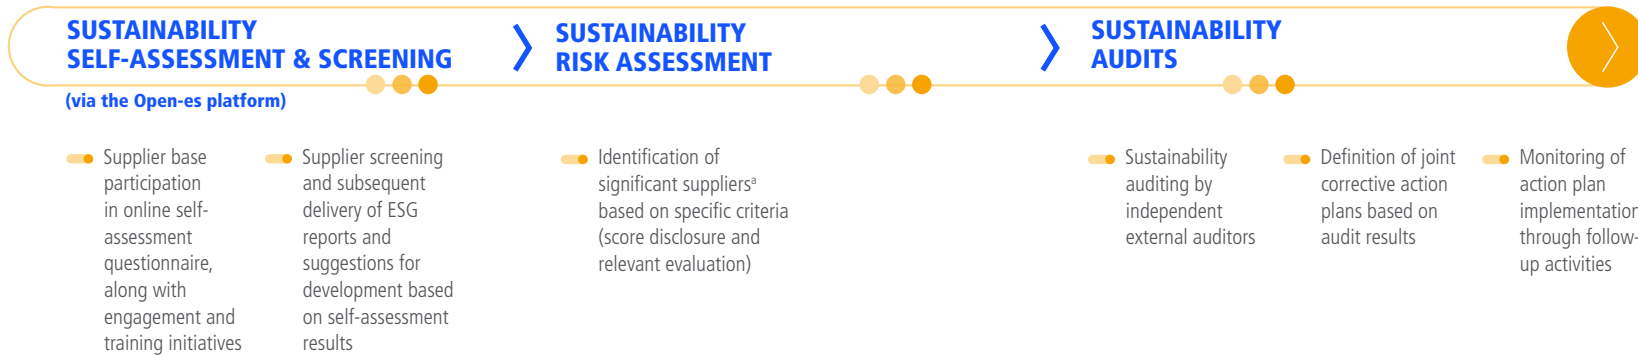 SUSTAINABILITY
SELF-ASSESSMENT & SCREENING
(via the Open-es platform)
SUSTAINABILITY
RISK ASSESSMENT
SUSTAINABILITY
AUDITS
Supplier base
participation
in online self-
assessment
questionnaire,
along with
engagement and
training initiatives
Supplier screening
and subsequent
delivery of ESG
reports and
suggestions for
development based
on self-assessment
results
Identification of
significant suppliersᵃ
based on specific criteria
(score disclosure and
relevant evaluation)
Sustainability
auditing by
independent
external auditors
Definition of joint
corrective action
plans based on
audit results
Monitoring of
action plan
implementation
through follow-
up activities